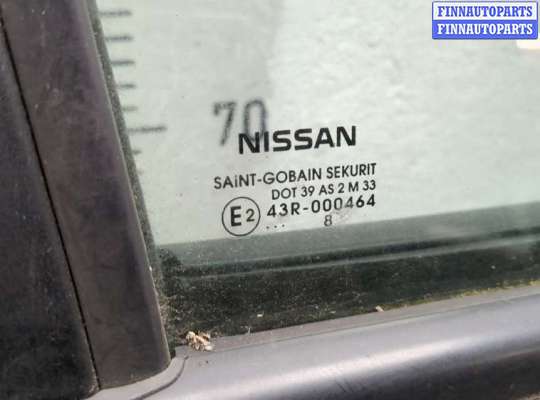 FINNAUTOPARTS
FINNAUTOPARTS
70
NISSAN
SAiNT-GOBAIN SEKURIT
DOT 39 AS 2 M 33
E2 43R-000464
... 8